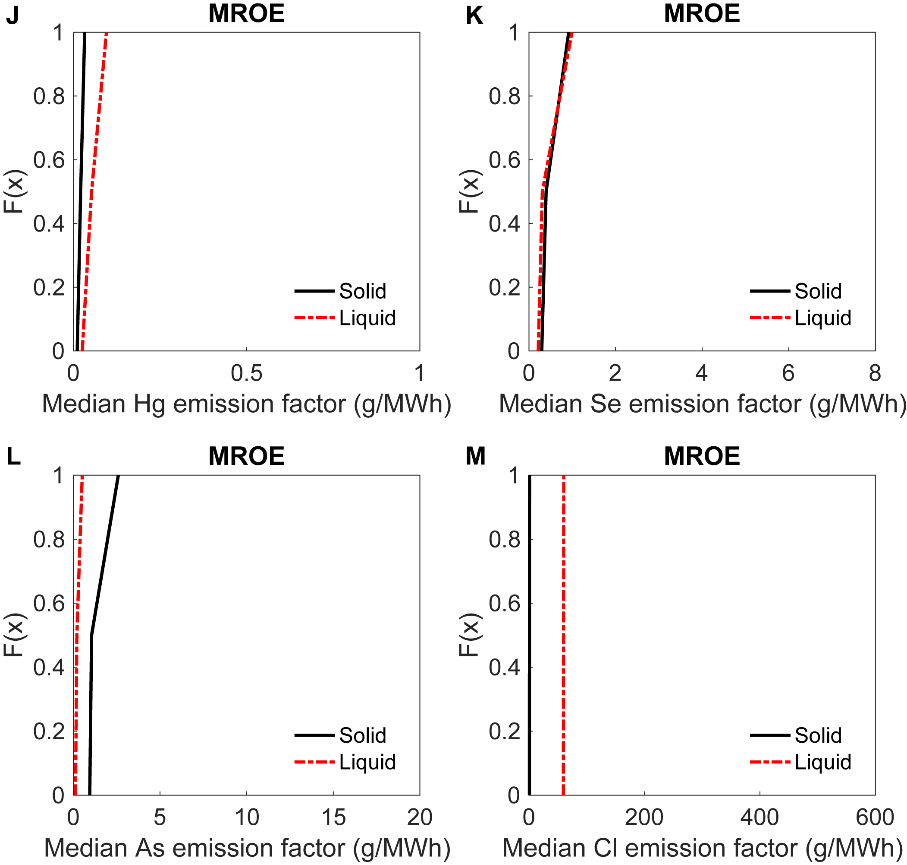 J
MROE
1
0.8
0.6
0.4
0.2
0
F(x)
Solid
Liquid
0
0.5
1
Median Hg emission factor (g/MWh)
K
MROE
1
0.8
0.6
0.4
0.2
0
F(x)
Solid
Liquid
0
2
4
6
8
Median Se emission factor (g/MWh)
L
MROE
1
0.8
0.6
0.4
0.2
0
F(x)
Solid
Liquid
0
5
10
15
20
Median As emission factor (g/MWh)
M
MROE
1
0.8
0.6
0.4
0.2
0
F(x)
Solid
Liquid
0
200
400
600
Median Cl emission factor (g/MWh)